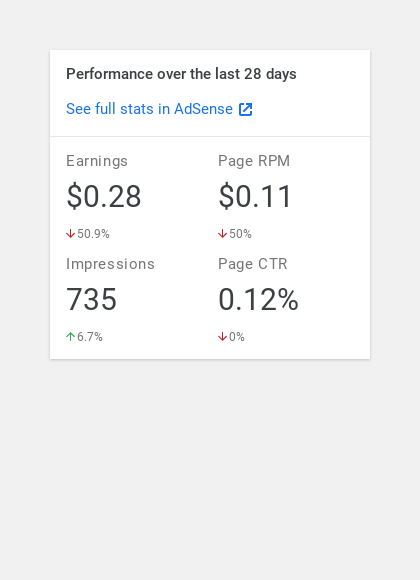 Performance over the last 28 days
See full stats in AdSense
Earnings
$0.28
50.9%
Page RPM
$0.11
50%
Impressions
735
6.7%
Page CTR
0.12%
0%